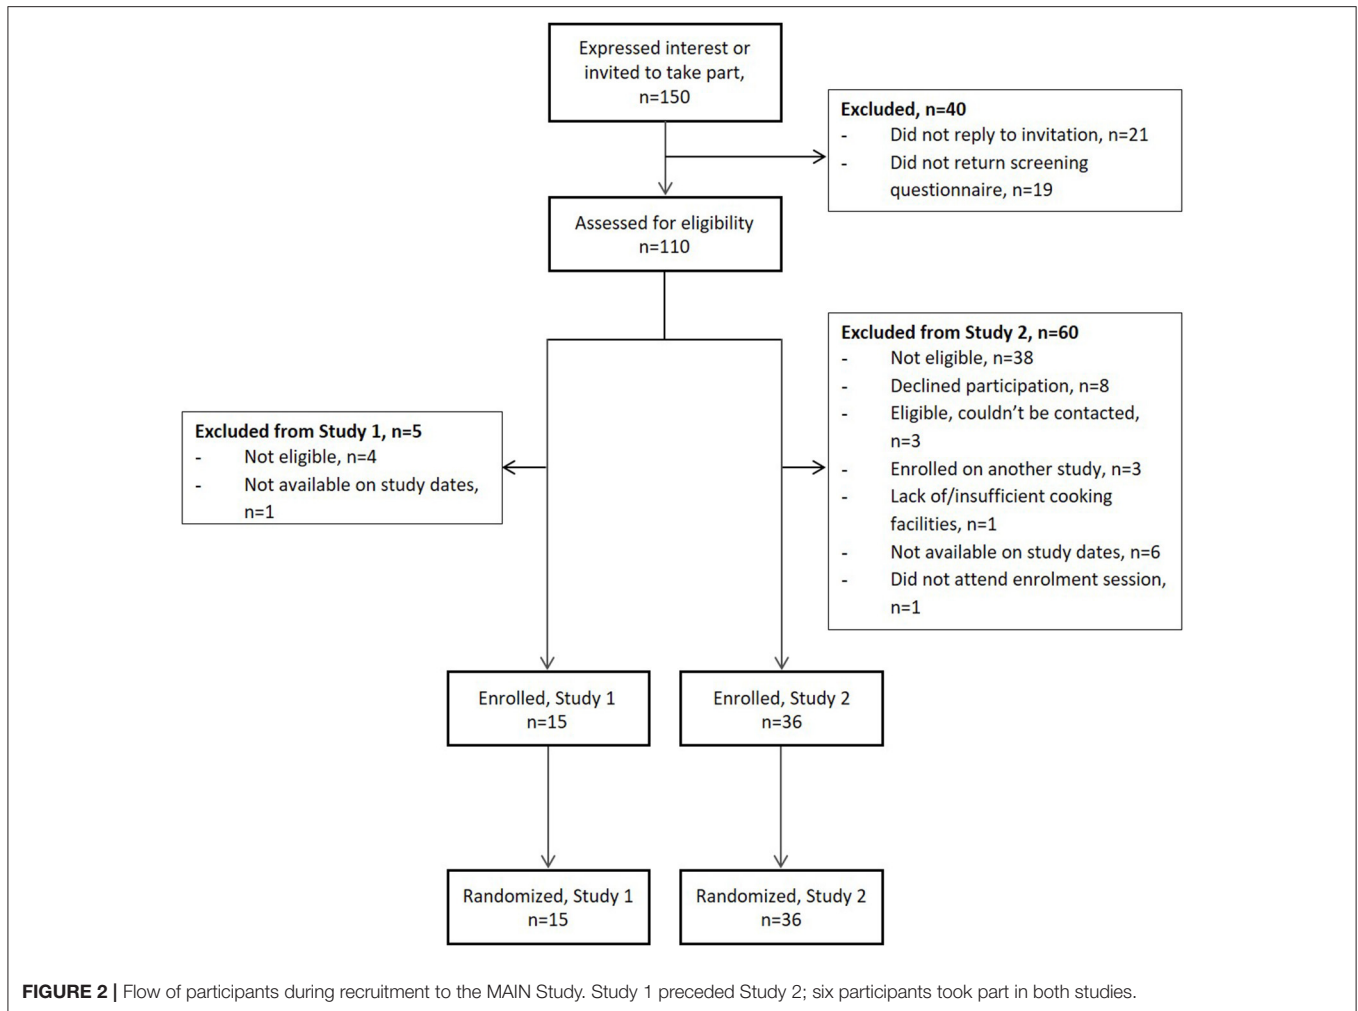 Expressed interest or
invited to take part,
n=150
Excluded, n=40
- Did not reply to invitation, n=21
- Did not return screening
questionnaire, n=19
Assessed for eligibility
n=110
Excluded from Study 2, n=60
- Not eligible, n=38
- Declined participation, n=8
- Eligible, couldn’t be contacted,
n=3
- Enrolled on another study, n=3
- Lack of/insufficient cooking
facilities, n=1
- Not available on study dates, n=6
- Did not attend enrolment session,
n=1
Excluded from Study 1, n=5
- Not eligible, n=4
- Not available on study dates,
n=1
Enrolled, Study 1
n=15
Enrolled, Study 2
n=36
Randomized, Study 1
n=15
Randomized, Study 2
n=36
FIGURE 2 | Flow of participants during recruitment to the MAIN Study. Study 1 preceded Study 2; six participants took part in both studies.